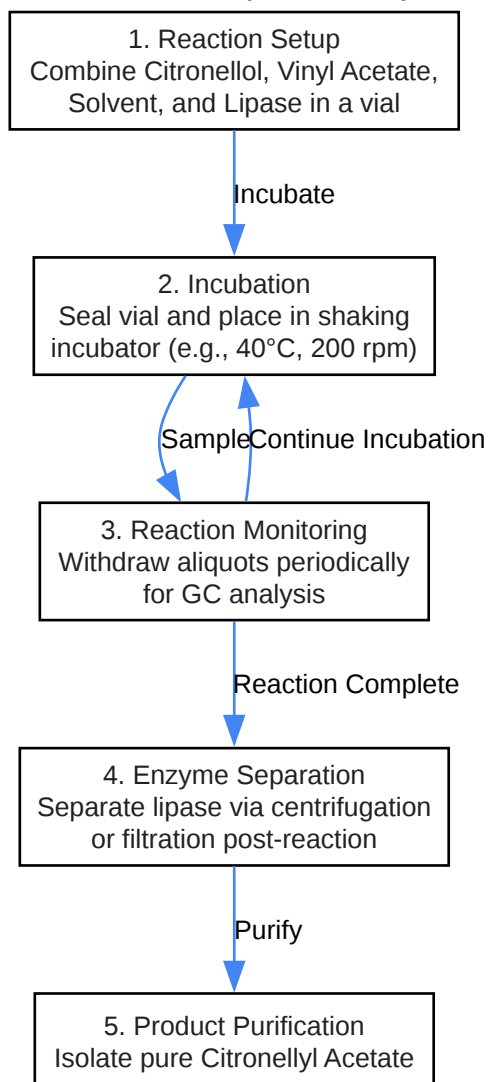 1. Reaction Setup
Combine Citronellol, Vinyl Acetate,
Solvent, and Lipase in a vial
Incubate
2. Incubation
Seal vial and place in shaking
incubator (e.g., 40°C, 200 rpm)
Sample
Continue Incubation
3. Reaction Monitoring
Withdraw aliquots periodically
for GC analysis
Reaction Complete
4. Enzyme Separation
Separate lipase via centrifugation
or filtration post-reaction
Purify
5. Product Purification
Isolate pure Citronellyl Acetate